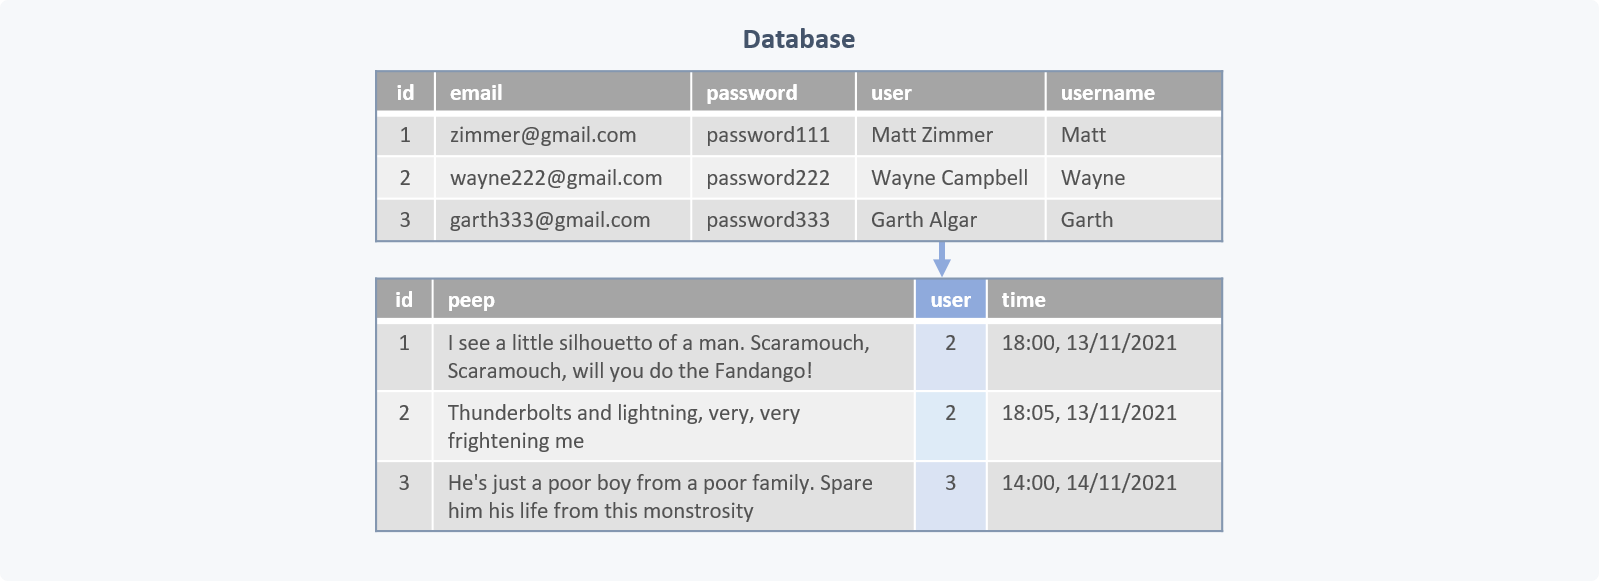 Database
id email password user username
1 zimmer@gmail.com password111 Matt Zimmer Matt
2 wayne222@gmail.com password222 Wayne Campbell Wayne
3 garth333@gmail.com password333 Garth Algar Garth
id peep user time
1 I see a little silhouetto of a man. Scaramouch, 2 18:00, 13/11/2021
Scaramouch, will you do the Fandango!
2 Thunderbolts and lightning, very, very 2 18:05, 13/11/2021
frightening me
3 He's just a poor boy from a poor family. Spare 3 14:00, 14/11/2021
him his life from this monstrosity